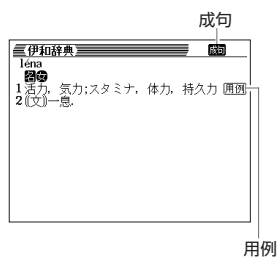 成句
伊和辞典 成句
léna
名女
1活力, 気力;スタミナ, 体力, 持久力 用例
2⸨文⸩一息.
用例